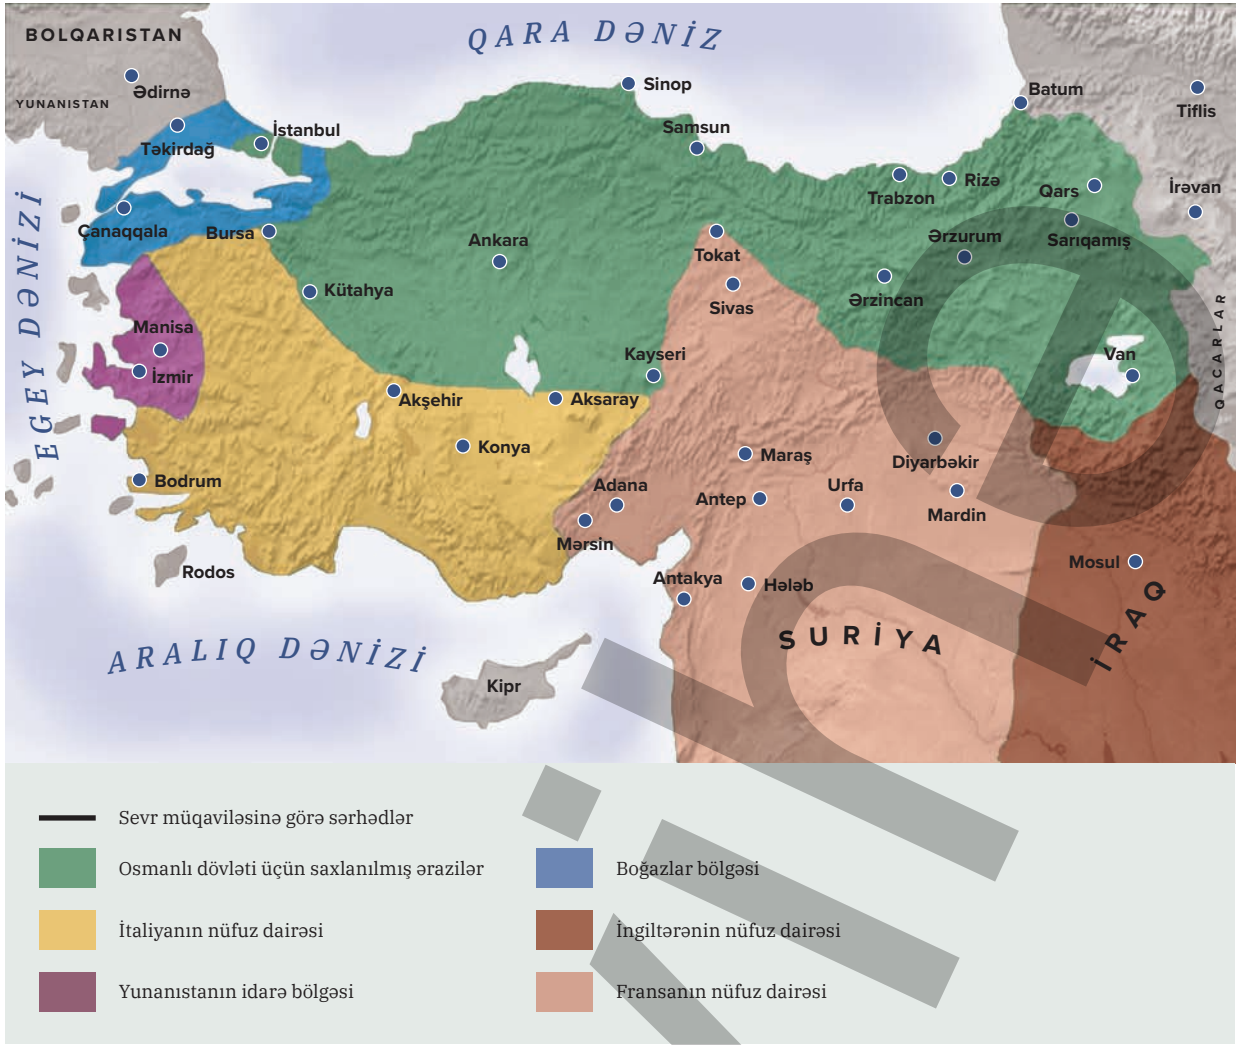 QARA DƏNİZ
BOLQARISTAN
Ədirnə
YUNANISTAN
Təkirdağ
İstanbul
Sinop
Samsun
Batum
Tiflis
Trabzon
Rizə
Qars
İrəvan
Çanaqqala
Bursa
Ankara
Tokat
Ərzurum
Sarıqamış
EGEY DƏNİZİ
Kütahya
Sivas
Ərzincan
QACARLAR
Manisa
İzmir
Kayseri
Van
Akşehir
Aksaray
Konya
Maraş
Diyarbəkir
Bodrum
Adana
Antep
Urfa
Mardin
Mərsin
Rodos
Antakya
Hələb
Mosul
SURİYA
İRAQ
ARALIQ DƏNİZİ
Kipr
Sevr müqaviləsinə görə sərhədlər
Osmanlı dövləti üçün saxlanılmış ərazilər
Boğazlar bölgəsi
İtaliyanın nüfuz dairəsi
İngiltərənin nüfuz dairəsi
Yunanıstanın idarə bölgəsi
Fransanın nüfuz dairəsi